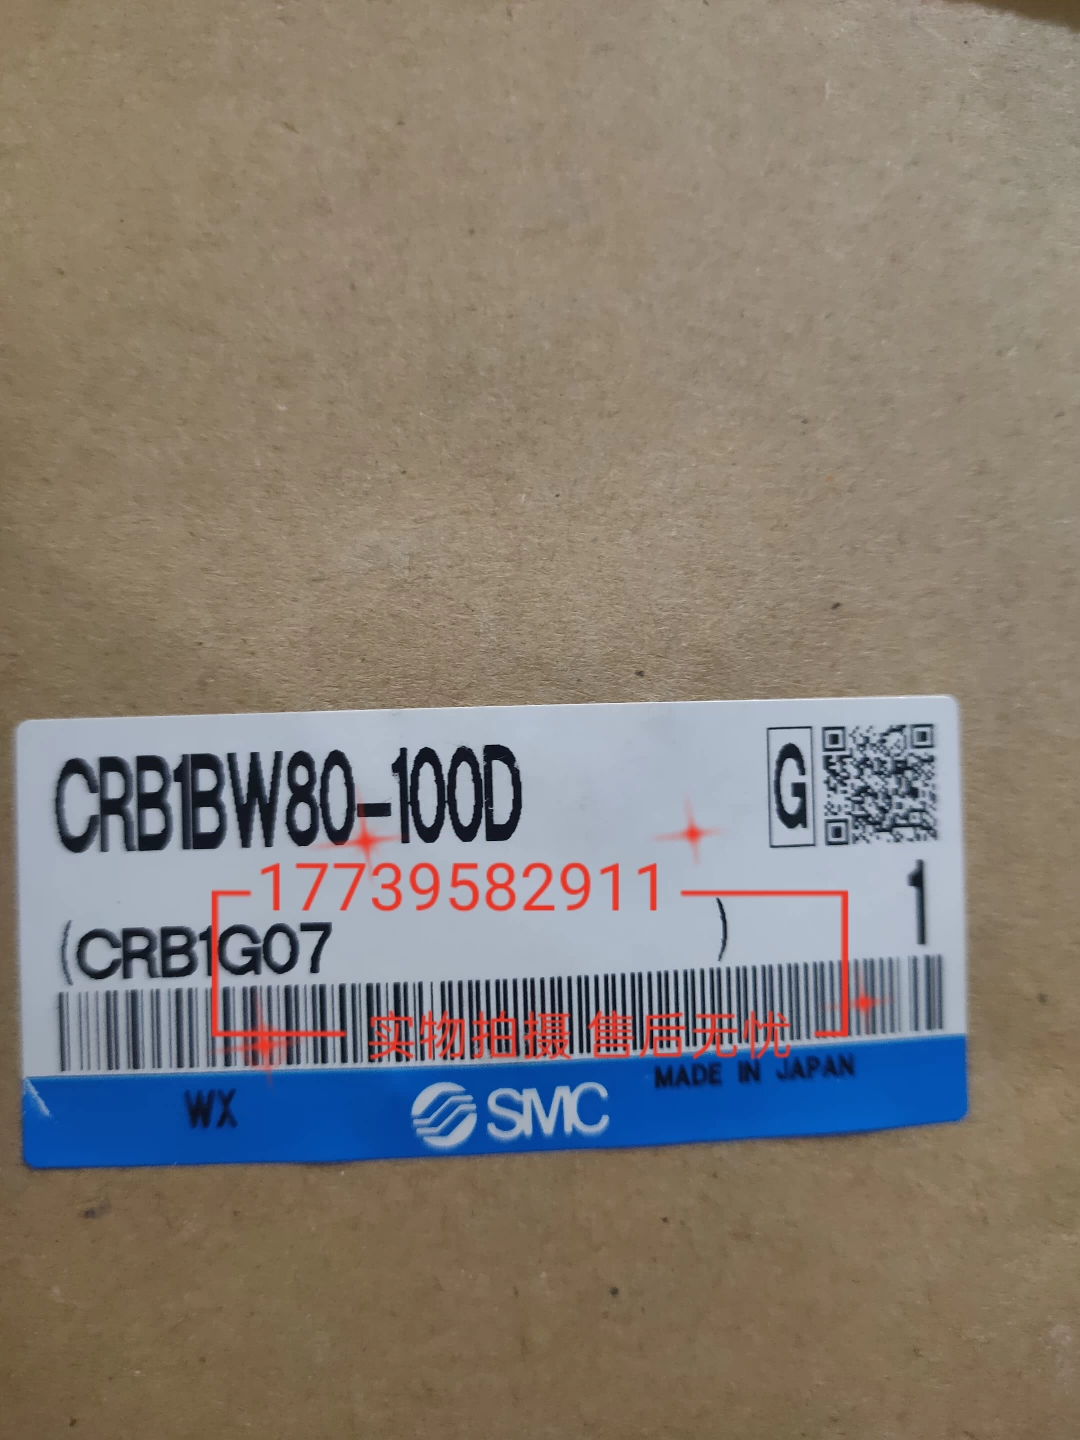 CRB1BW80-100D
G
17739582911
1
(CRB1G07 )
实物拍摄 售后无忧
MADE IN JAPAN
WX
SMC